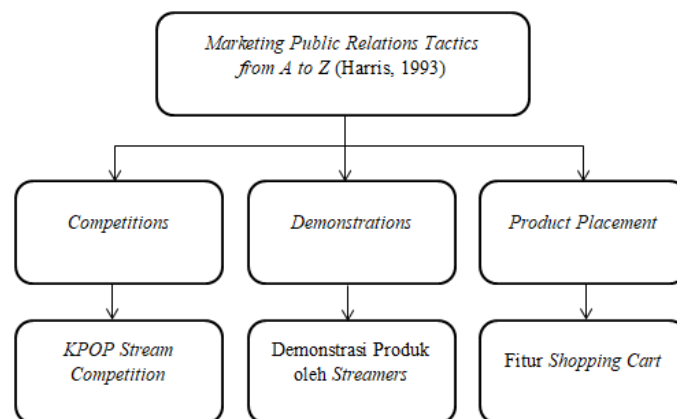 Marketing Public Relations Tactics
from A to Z (Harris, 1993)
Competitions
Demonstrations
Product Placement
KPOP Stream
Competition
Demonstrasi Produk
oleh Streamers
Fitur Shopping Cart